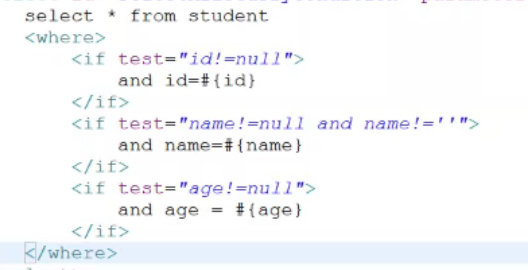 select * from student
<where>
<if test="id!=null">
and id=#{id}
</if>
<if test="name!=null and name!=''">
and name=#{name}
</if>
<if test="age!=null">
and age = #{age}
</if>
</where>